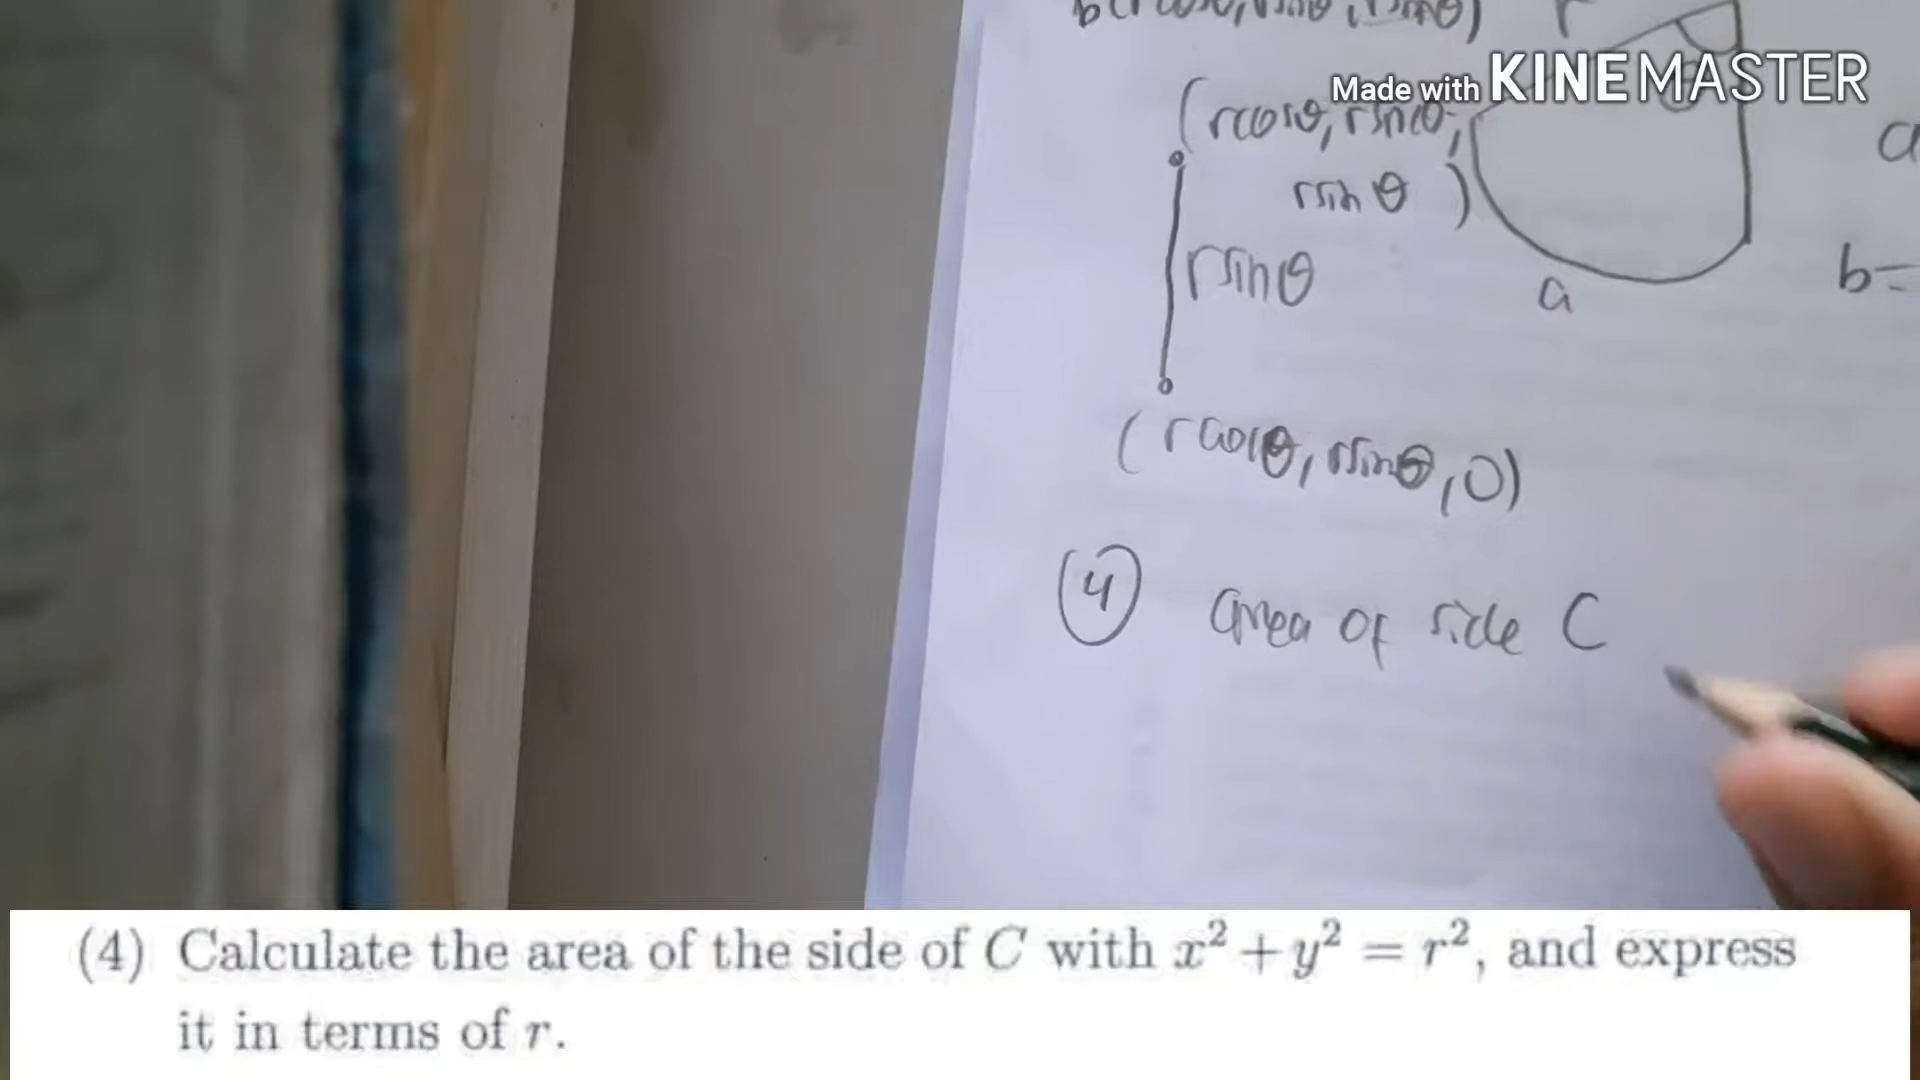 Made with KINEMASTER
(rcosθ, rsinθ,
rsinθ)
rsinθ
a
b=
(rcosθ, rsinθ, 0)
④ area of side C
(4) Calculate the area of the side of C with x² + y² = r², and express
it in terms of r.